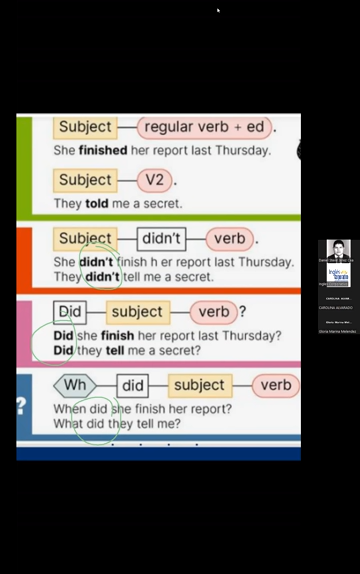 Subject regular verb + ed .
She finished her report last Thursday.
Subject V2 .
They told me a secret.
Subject didn't verb .
She didn't finish h er report last Thursday.
They didn't tell me a secret.
Did subject verb ?
Did she finish her report last Thursday?
Did they tell me a secret?
? Wh did subject verb
When did she finish her report?
What did they tell me?